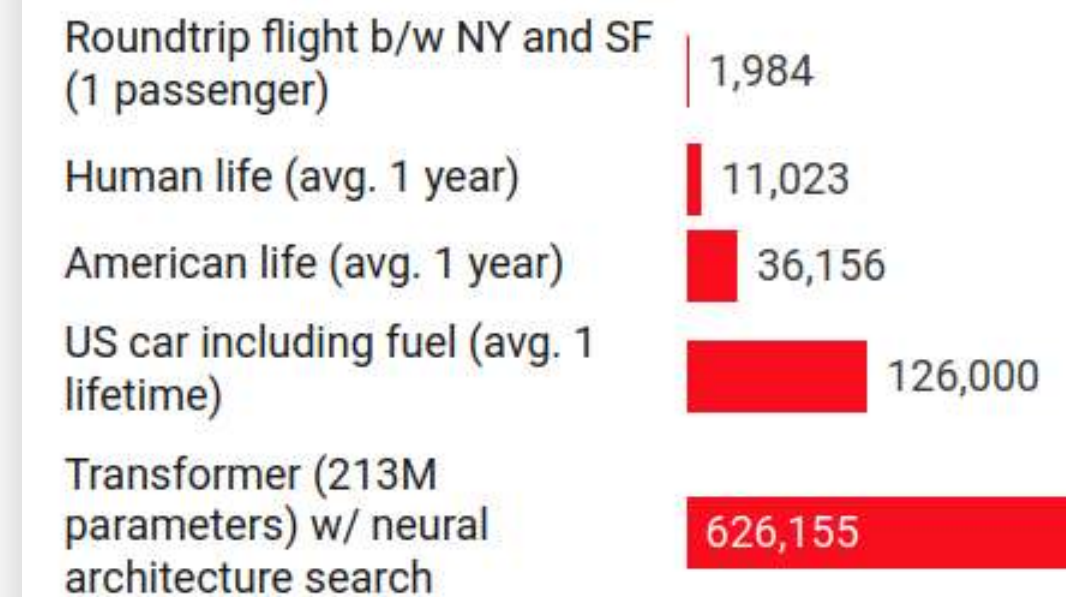 Roundtrip flight b/w NY and SF
(1 passenger)
1,984
Human life (avg. 1 year)
11,023
American life (avg. 1 year)
36,156
US car including fuel (avg. 1
lifetime)
126,000
Transformer (213M
parameters) w/ neural
architecture search
626,155